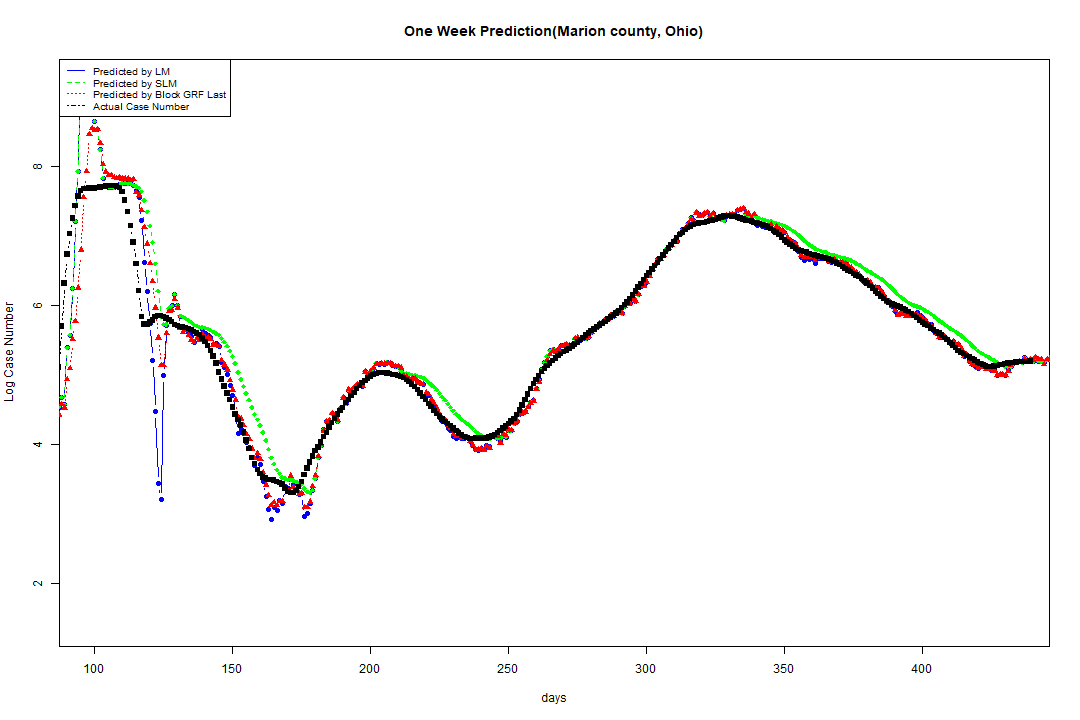 One Week Prediction(Marion county, Ohio)
Predicted by LM
Predicted by SLM
Predicted by Block GRF Last
Actual Case Number
Log Case Number
8
6
4
2
100 150 200 250 300 350 400
days